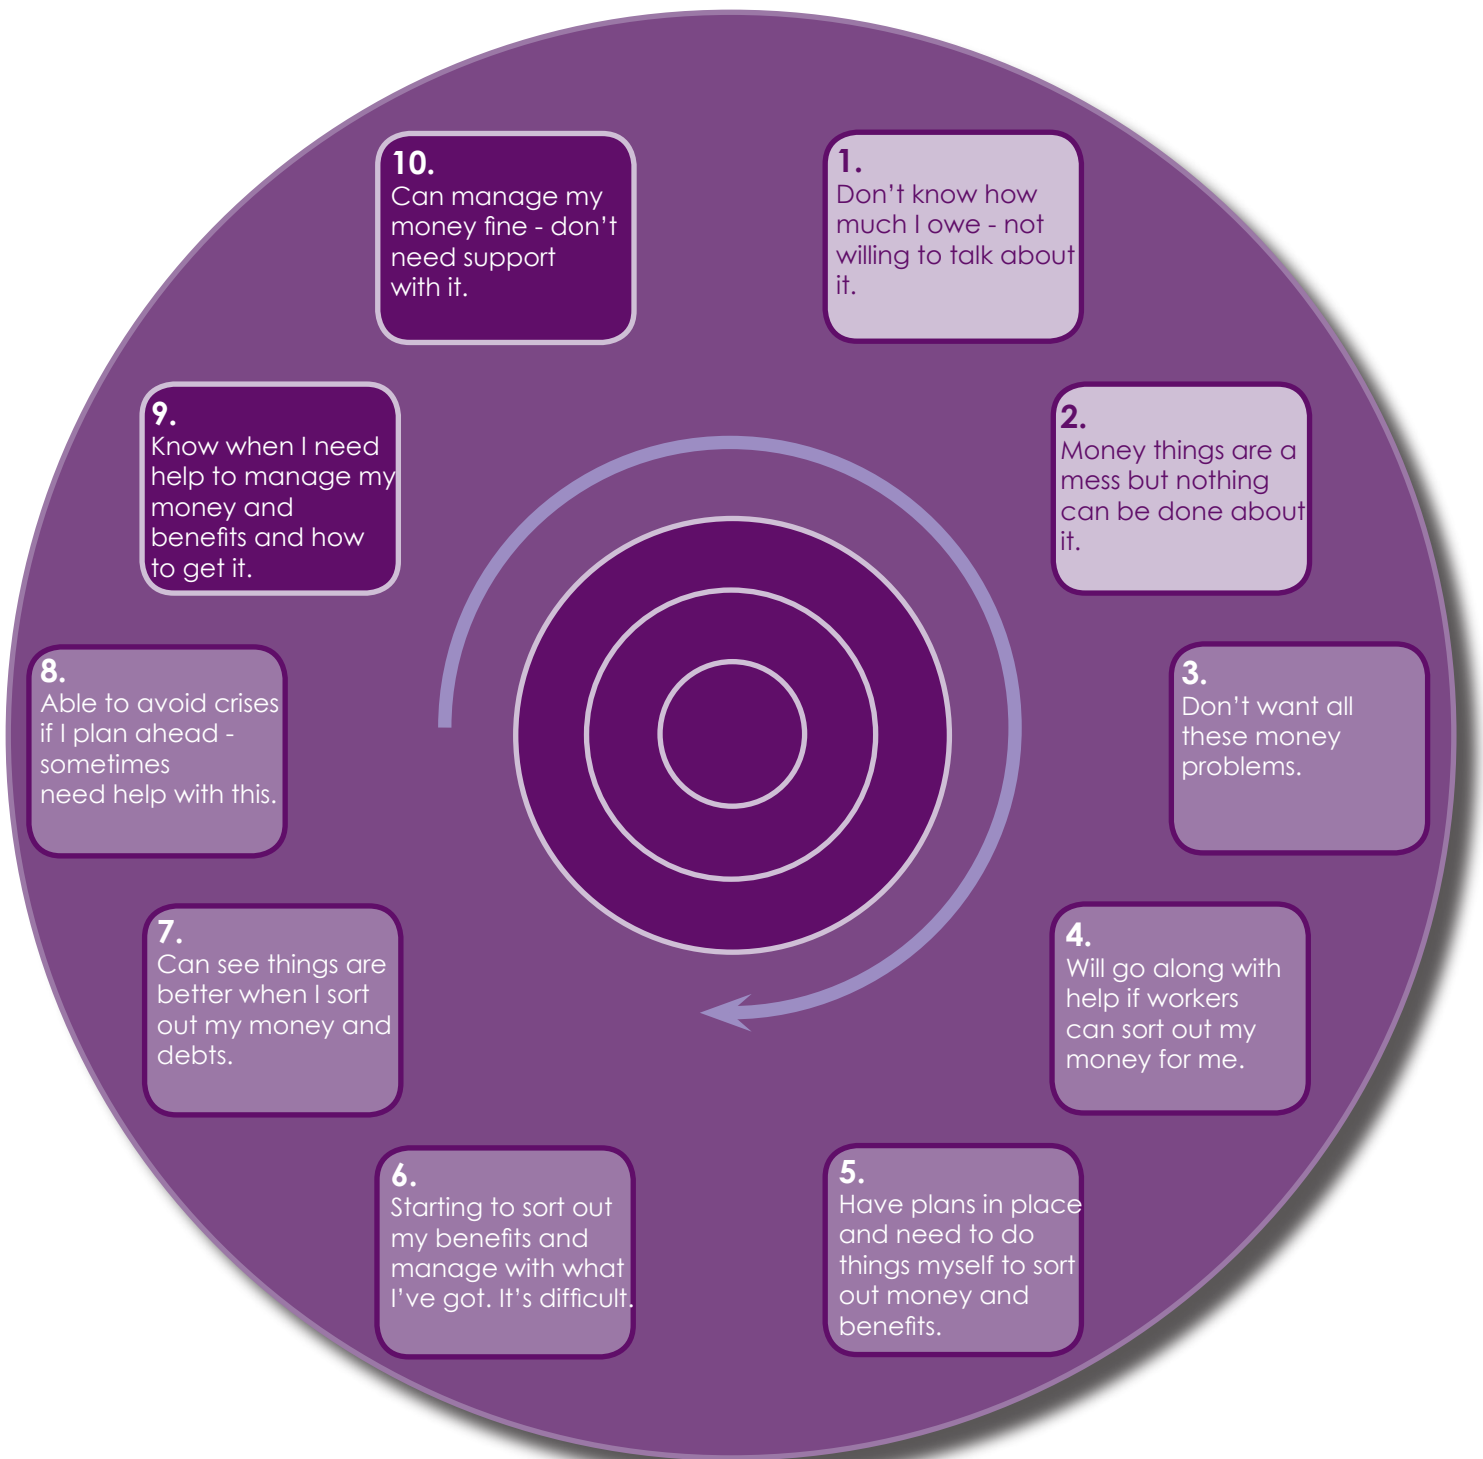 1.
Don't know how
much I owe - not
willing to talk about
it.
2.
Money things are a
mess but nothing
can be done about
it.
3.
Don't want all
these money
problems.
4.
Will go along with
help if workers
can sort out my
money for me.
5.
Have plans in place
and need to do
things myself to sort
out money and
benefits.
6.
Starting to sort out
my benefits and
manage with what
I've got. It's difficult.
7.
Can see things are
better when I sort
out my money and
debts.
8.
Able to avoid crises
if I plan ahead -
sometimes
need help with this.
9.
Know when I need
help to manage my
money and
benefits and how
to get it.
10.
Can manage my
money fine - don't
need support
with it.